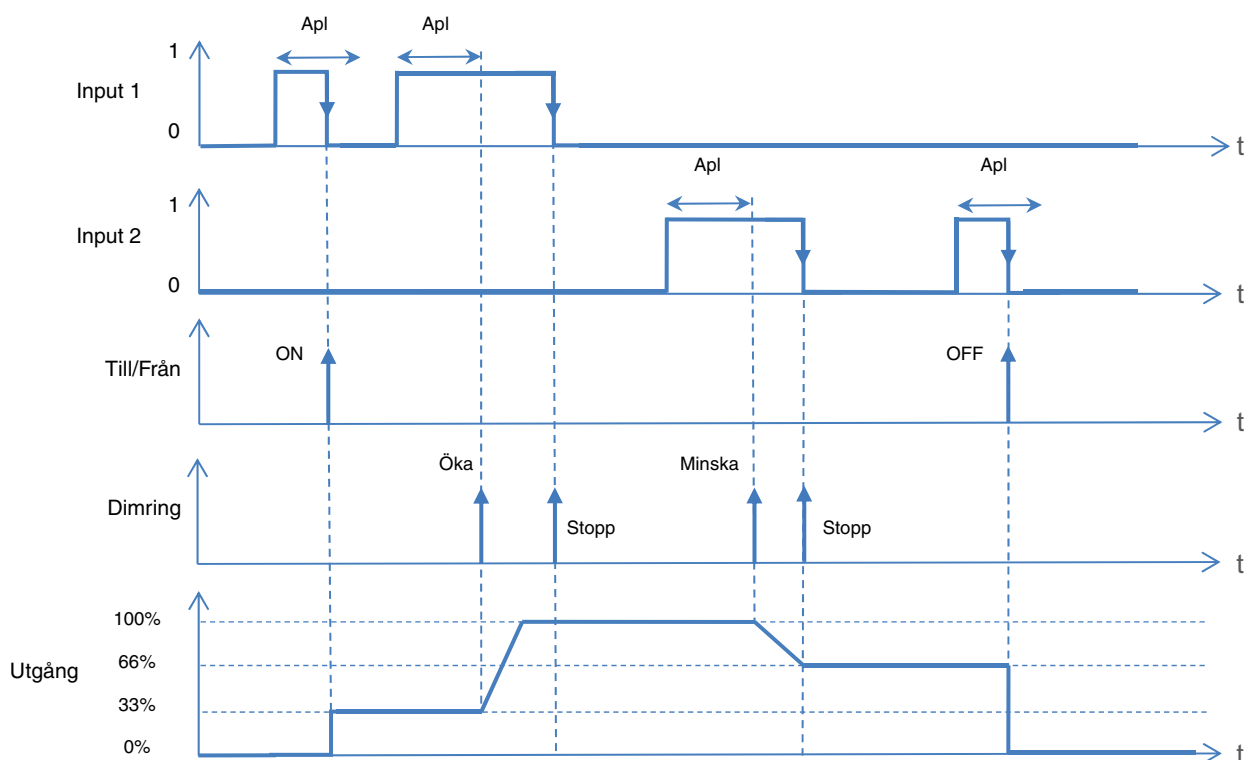 Apl Apl
1
Input 1
0
t
Apl Apl
1
Input 2
0
t
ON OFF
Till/Från
t
Öka Minska
Dimring
Stopp Stopp
t
100%
66%
Utgång
33%
0%
t